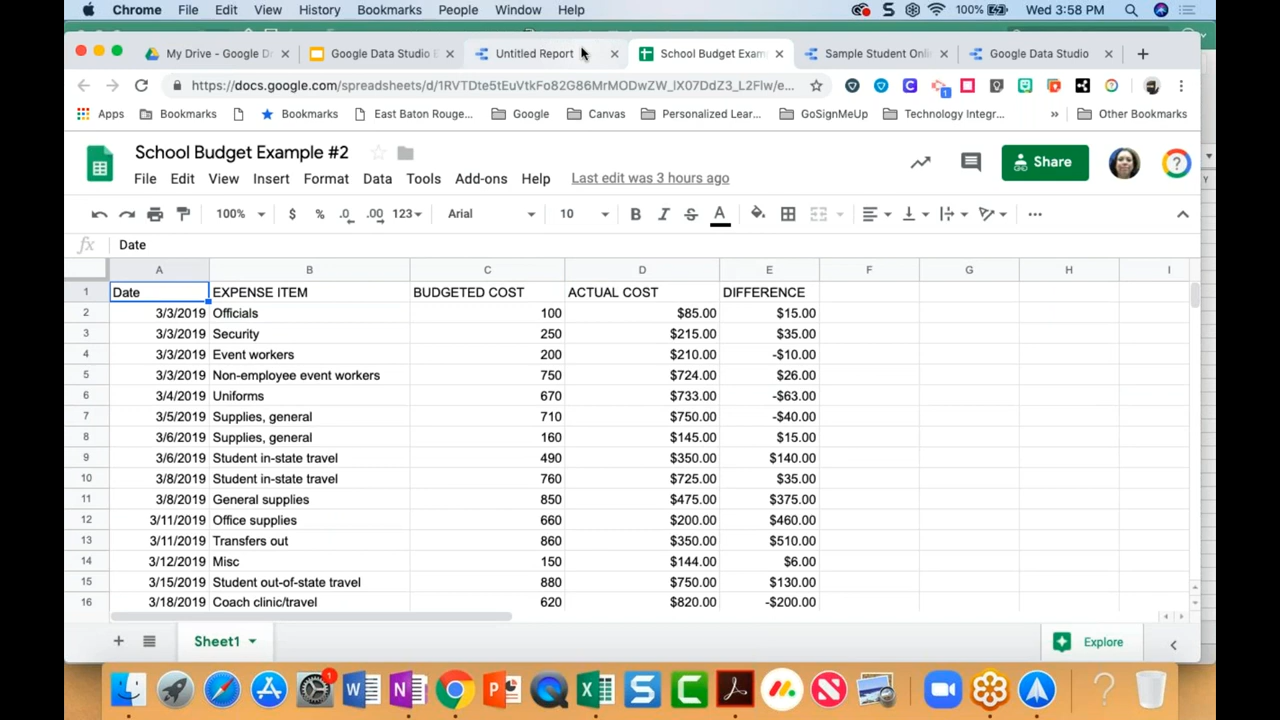 Chrome File Edit View History Bookmarks People Window Help 100% Wed 3:58 PM
My Drive - Google Dr Google Data Studio E Untitled Report School Budget Exam Sample Student Onli Google Data Studio
https://docs.google.com/spreadsheets/d/1RVTDte5tEuVtkFo82G86MrMODwZW_lX07DdZ3_L2Flw/e...
Apps Bookmarks Bookmarks East Baton Rouge... Google Canvas Personalized Lear... GoSignMeUp Technology Integr... » Other Bookmarks
School Budget Example #2
Share
File Edit View Insert Format Data Tools Add-ons Help Last edit was 3 hours ago
100% $ % .0 .00 123 Arial 10 B I S A
fx Date
A B C D E F G H I
1 Date EXPENSE ITEM BUDGETED COST ACTUAL COST DIFFERENCE
2 3/3/2019 Officials 100 $85.00 $15.00
3 3/3/2019 Security 250 $215.00 $35.00
4 3/3/2019 Event workers 200 $210.00 -$10.00
5 3/3/2019 Non-employee event workers 750 $724.00 $26.00
6 3/4/2019 Uniforms 670 $733.00 -$63.00
7 3/5/2019 Supplies, general 710 $750.00 -$40.00
8 3/6/2019 Supplies, general 160 $145.00 $15.00
9 3/6/2019 Student in-state travel 490 $350.00 $140.00
10 3/8/2019 Student in-state travel 760 $725.00 $35.00
11 3/8/2019 General supplies 850 $475.00 $375.00
12 3/11/2019 Office supplies 660 $200.00 $460.00
13 3/11/2019 Transfers out 860 $350.00 $510.00
14 3/12/2019 Misc 150 $144.00 $6.00
15 3/15/2019 Student out-of-state travel 880 $750.00 $130.00
16 3/18/2019 Coach clinic/travel 620 $820.00 -$200.00
Sheet1 Explore